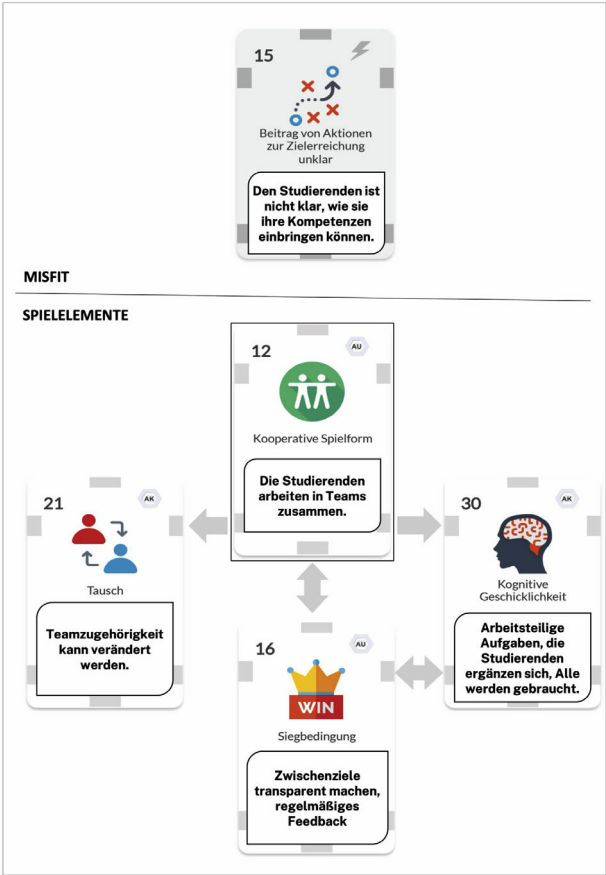 15
Beitrag von Aktionen
zur Zielerreichung
unklar
Den Studierenden ist
nicht klar, wie sie
ihre Kompetenzen
einbringen können.
MISFIT
SPIELELEMENTE
12
AU
Kooperative Spielform
Die Studierenden
arbeiten in Teams
zusammen.
21
AK
Tausch
Teamzugehörigkeit
kann verändert
werden.
30
AK
Kognitive
Geschicklichkeit
Arbeitsteilige
Aufgaben, die
Studierenden
ergänzen sich, Alle
werden gebraucht.
16
AU
WIN
Siegbedingung
Zwischenziele
transparent machen,
regelmäßiges
Feedback